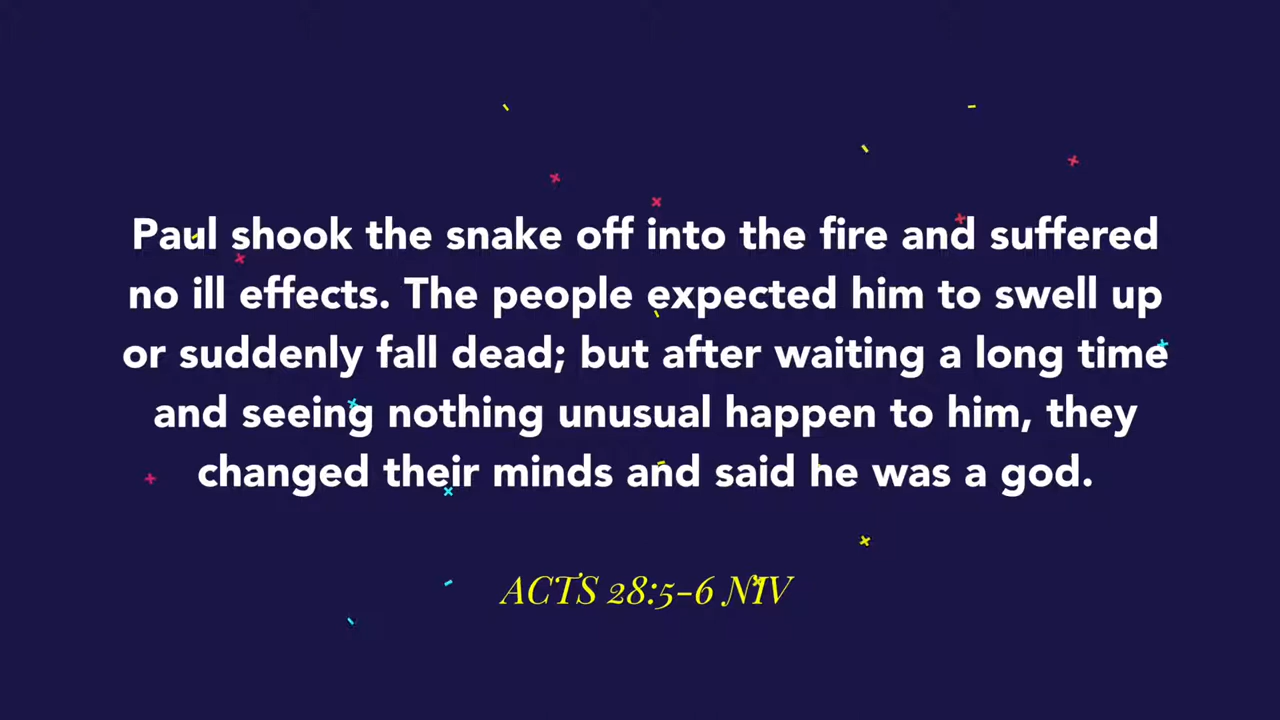 Paul shook the snake off into the fire and suffered
no ill effects. The people expected him to swell up
or suddenly fall dead; but after waiting a long time
and seeing nothing unusual happen to him, they
changed their minds and said he was a god.
ACTS 28:5-6 NIV